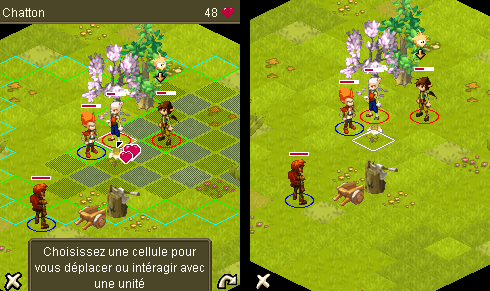 Chatton
48
Choisissez une cellule pour
vous déplacer ou intéragir avec
une unité